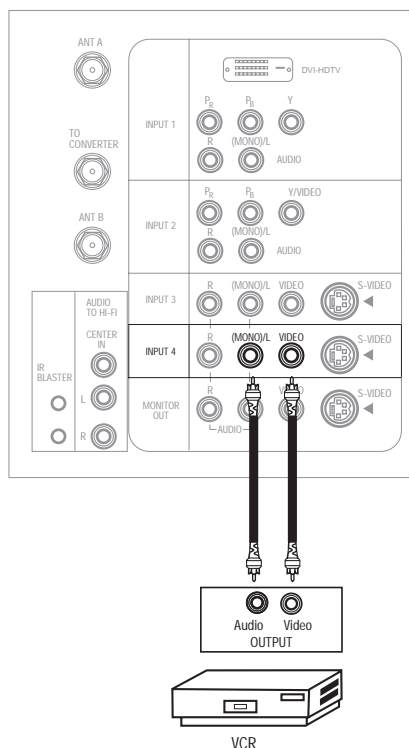 ANT A
DVI-HDTV
PR PB Y
INPUT 1
TO
CONVERTER
R (MONO)/L AUDIO
PR PB Y/VIDEO
ANT B
INPUT 2
R (MONO)/L AUDIO
INPUT 3
R (MONO)/L VIDEO S-VIDEO
AUDIO
TO HI-FI
CENTER
IN
INPUT 4
(MONO)/L VIDEO S-VIDEO
IR
BLASTER
L
R
MONITOR
OUT
R VIDEO S-VIDEO
AUDIO
Audio Video
OUTPUT
VCR